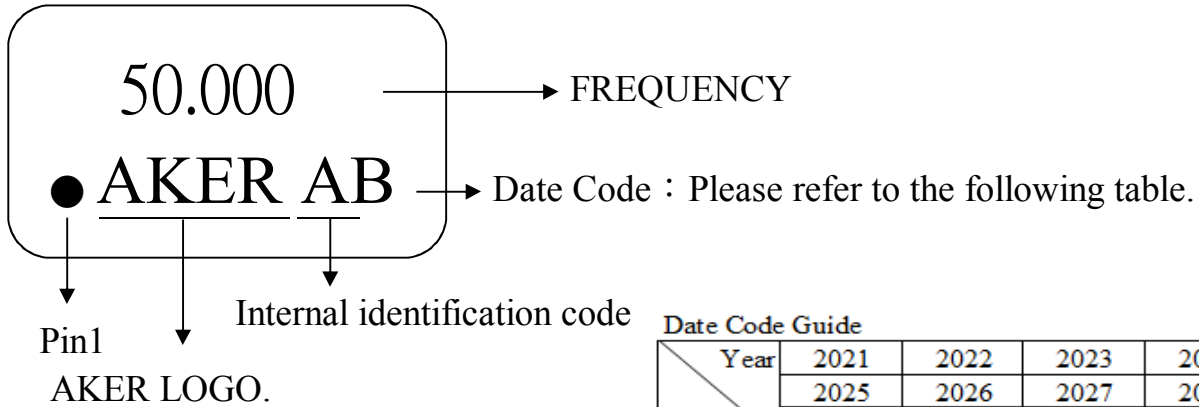 50.000
FREQUENCY
AKER AB
Date Code：Please refer to the following table.
Internal identification code
Pin1
AKER LOGO.
Date Code Guide
Year 2021 2022 2023
2025 2026 2027